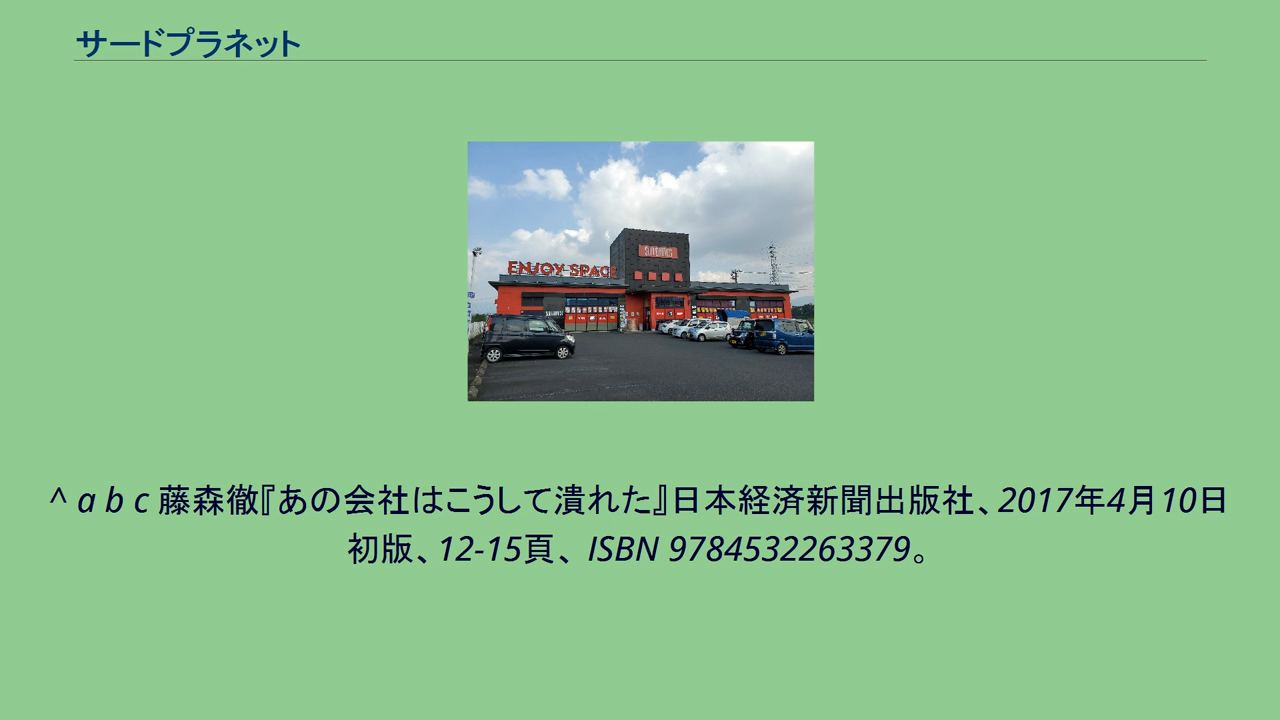 サードプラネット
ENJOY SPACE
^ a b c 藤森徹『あの会社はこうして潰れた』日本経済新聞出版社、2017年4月10日
初版、12-15頁、ISBN 9784532263379。